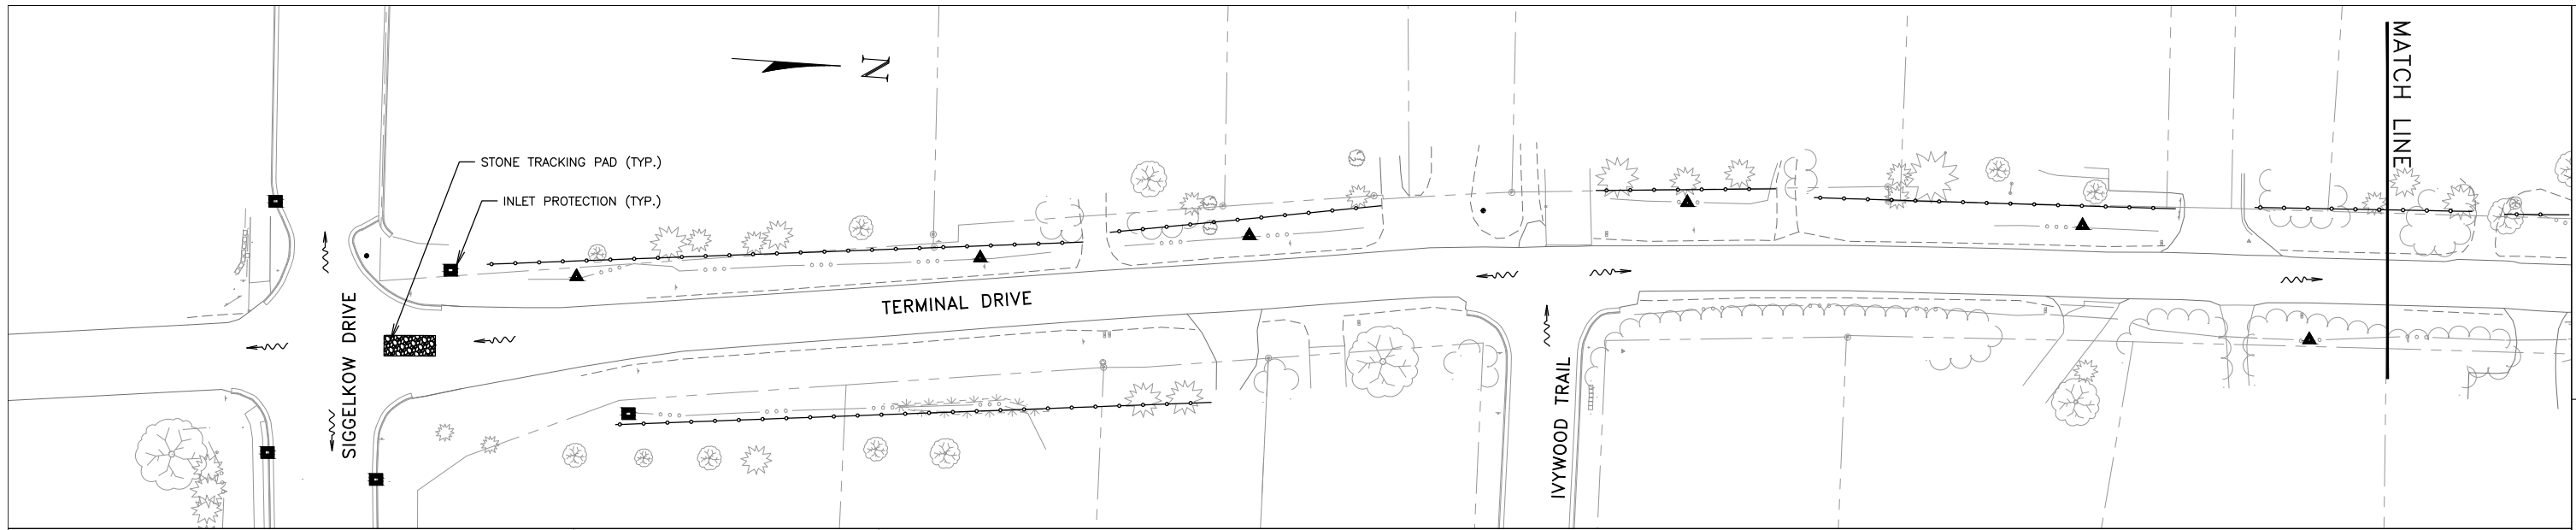 N
MATCH LINE
STONE TRACKING PAD (TYP.)
INLET PROTECTION (TYP.)
TERMINAL DRIVE
SIGGELKOW DRIVE
IVYWOOD TRAIL